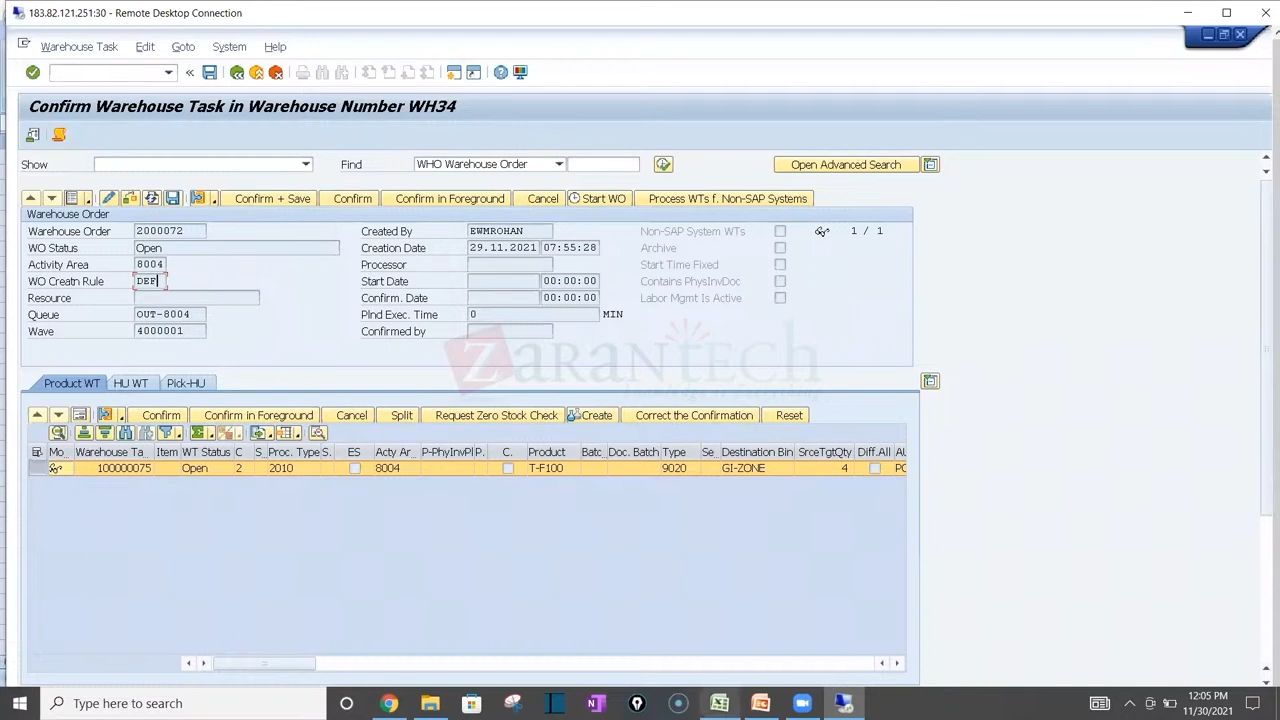 183.82.121.251:30 - Remote Desktop Connection
Warehouse Task Edit Goto System Help
Confirm Warehouse Task in Warehouse Number WH34
Show Find WHO Warehouse Order Open Advanced Search
Confirm + Save Confirm Confirm in Foreground Cancel Start WO Process WTs f. Non-SAP Systems
Warehouse Order
Warehouse Order 2000072 Created By EWMROHAN Non-SAP System WTs 1 / 1
WO Status Open Creation Date 29.11.2021 07:55:28 Archive
Activity Area 8004 Processor Start Time Fixed
WO Creatn Rule DEF Start Date 00:00:00 Contains PhysInvDoc
Resource Confirm. Date 00:00:00 Labor Mgmt Is Active
Queue OUT-8004 Plnd Exec. Time 0 MIN
Wave 4000001 Confirmed by
ZARANTECH
Product WT HU WT Pick-HU
Confirm Confirm in Foreground Cancel Split Request Zero Stock Check Create Correct the Confirmation Reset
Mo.. Warehouse Ta.. Item WT Status C S.. Proc. Type S. ES Acty Ar P-PhyInvPl P. C. Product Batc Doc. Batch Type Se.. Destination Bin SrceTgtQty Diff.All AU
100000075 Open 2 2010 8004 T-F100 9020 GI-ZONE 4 PC
Type here to search
12:05 PM
11/30/2021